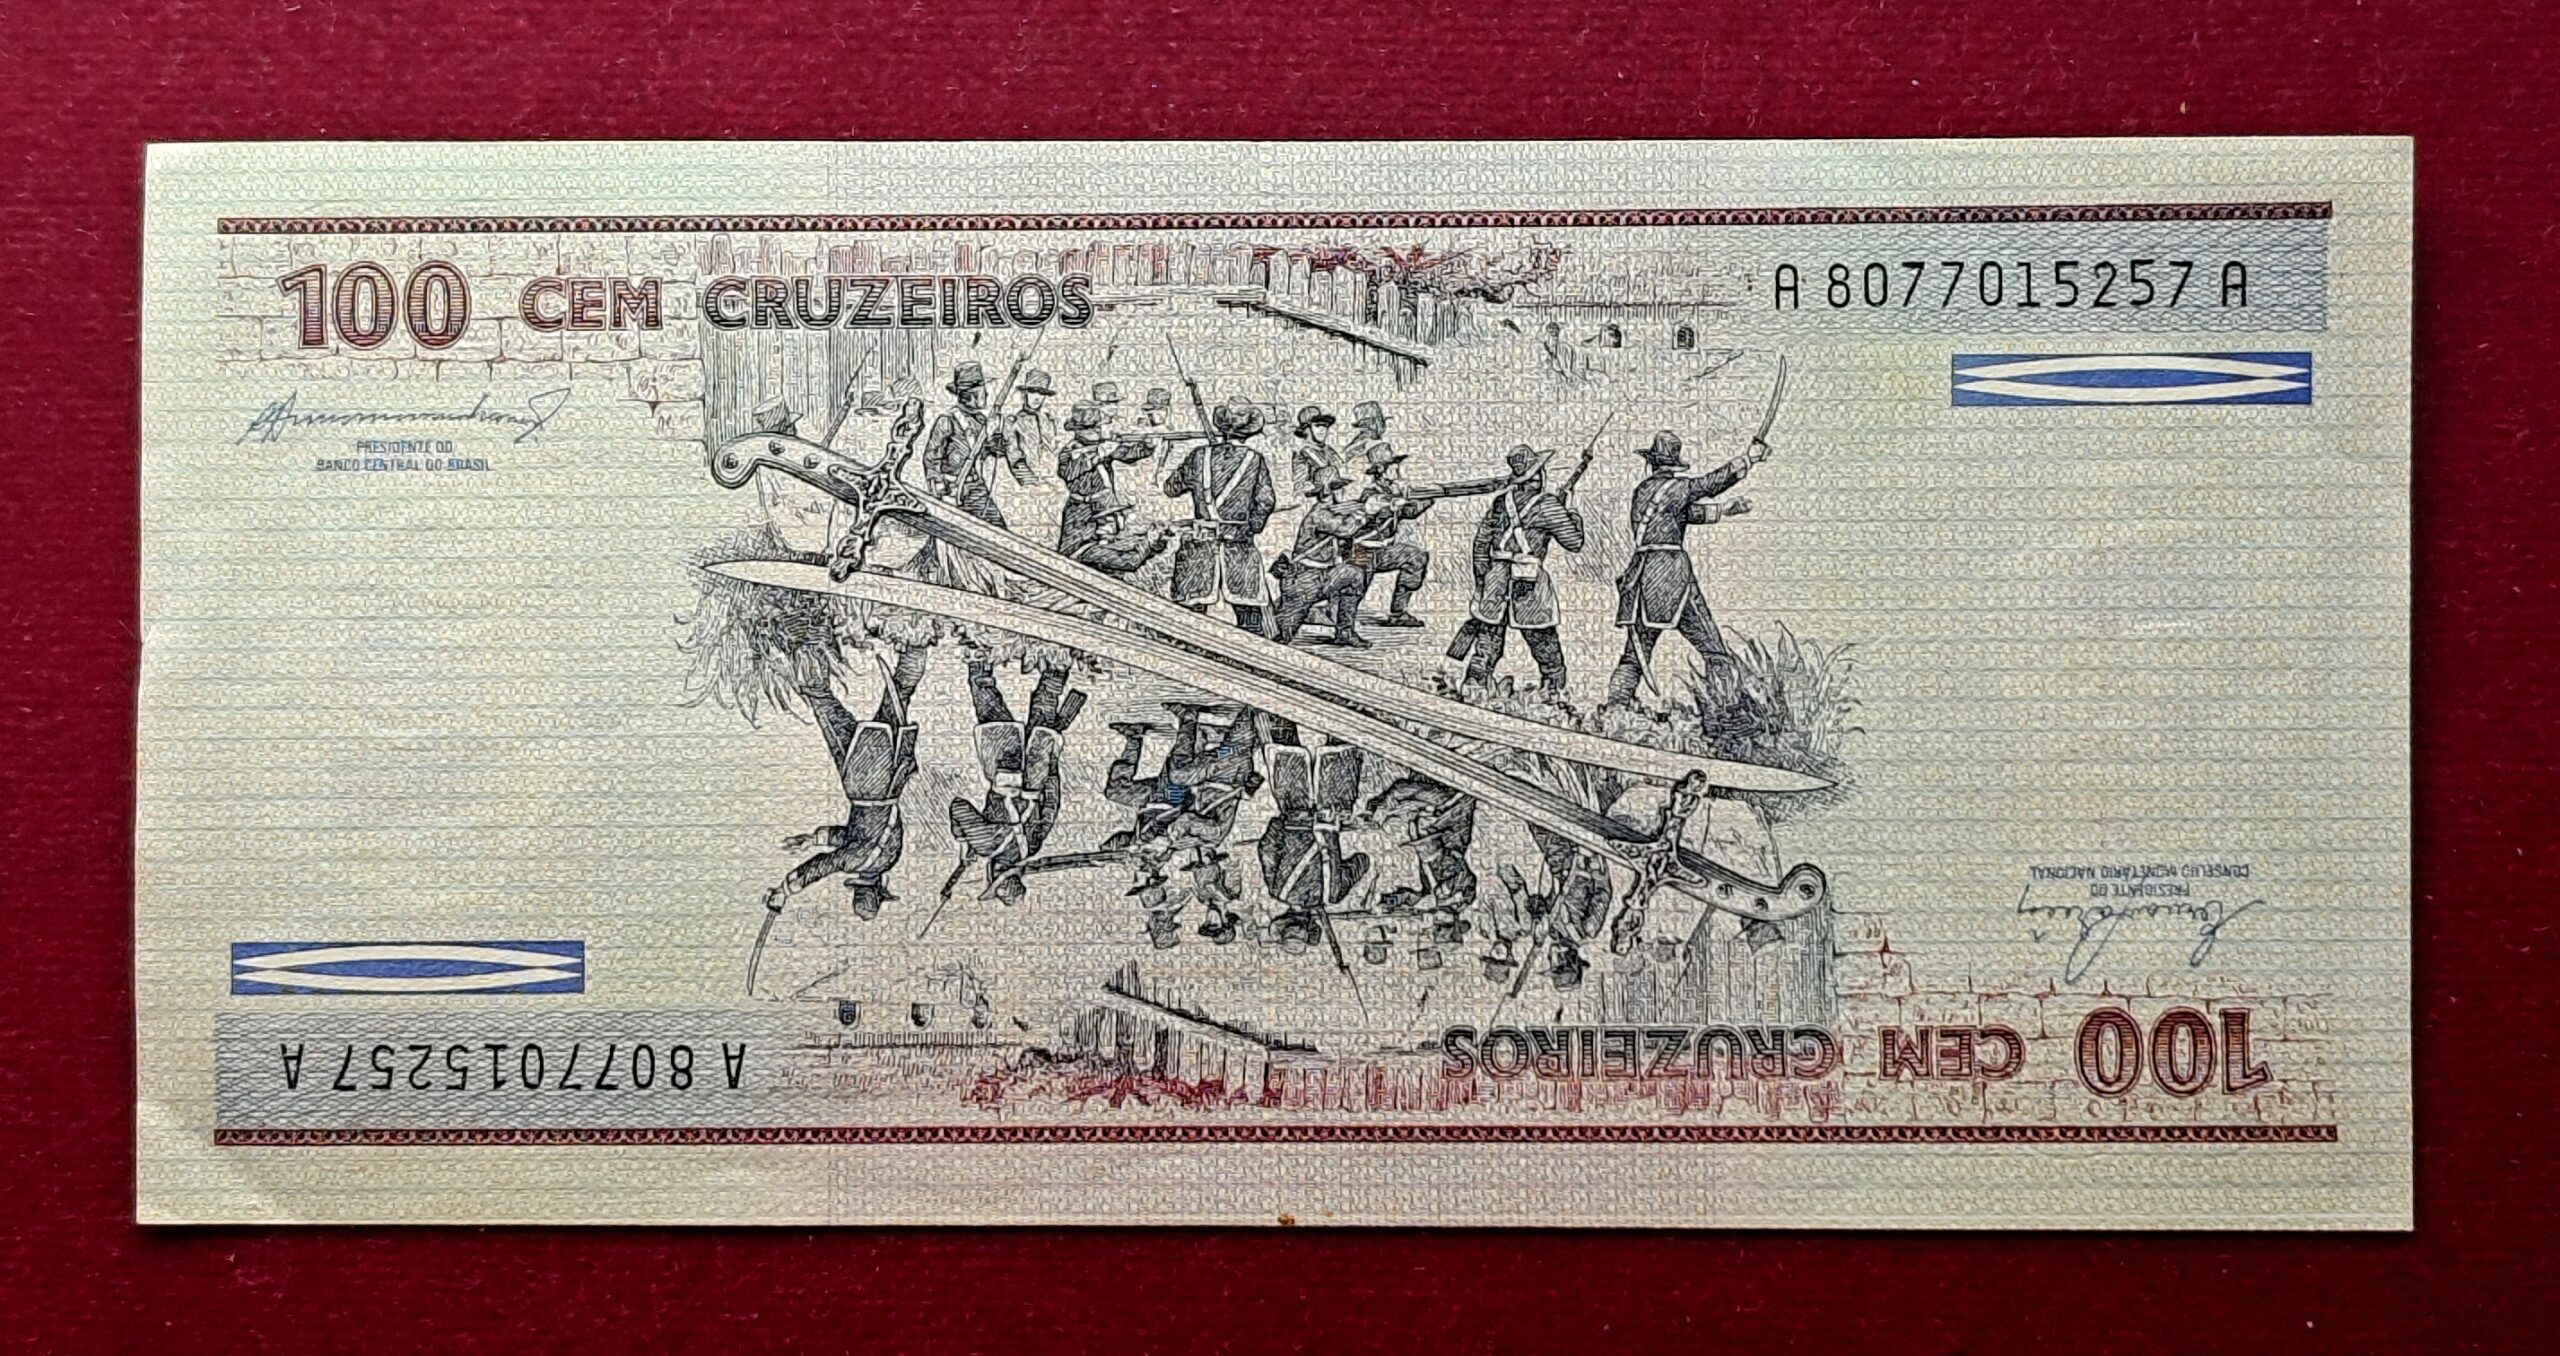 100 CEM CRUZEIROS
A 8077015257 A
PRESIDENTE DO
BANCO CENTRAL DO BRASIL
PRESIDENTE DO
CONSELHO MONETÁRIO NACIONAL
100 CEM CRUZEIROS
A 8077015257 A